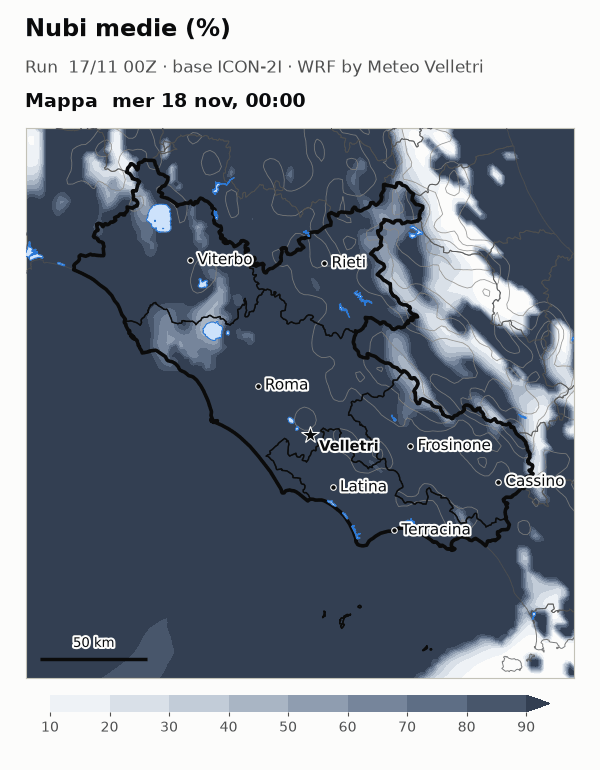 Nubi medie (%)
Run  17/11 00Z · base ICON-2I · WRF by Meteo Velletri
Mappa  mer 18 nov, 00:00
Viterbo
Rieti
Roma
Velletri
Frosinone
Cassino
Latina
Terracina
50 km
10 20 30 40 50 60 70 80 90